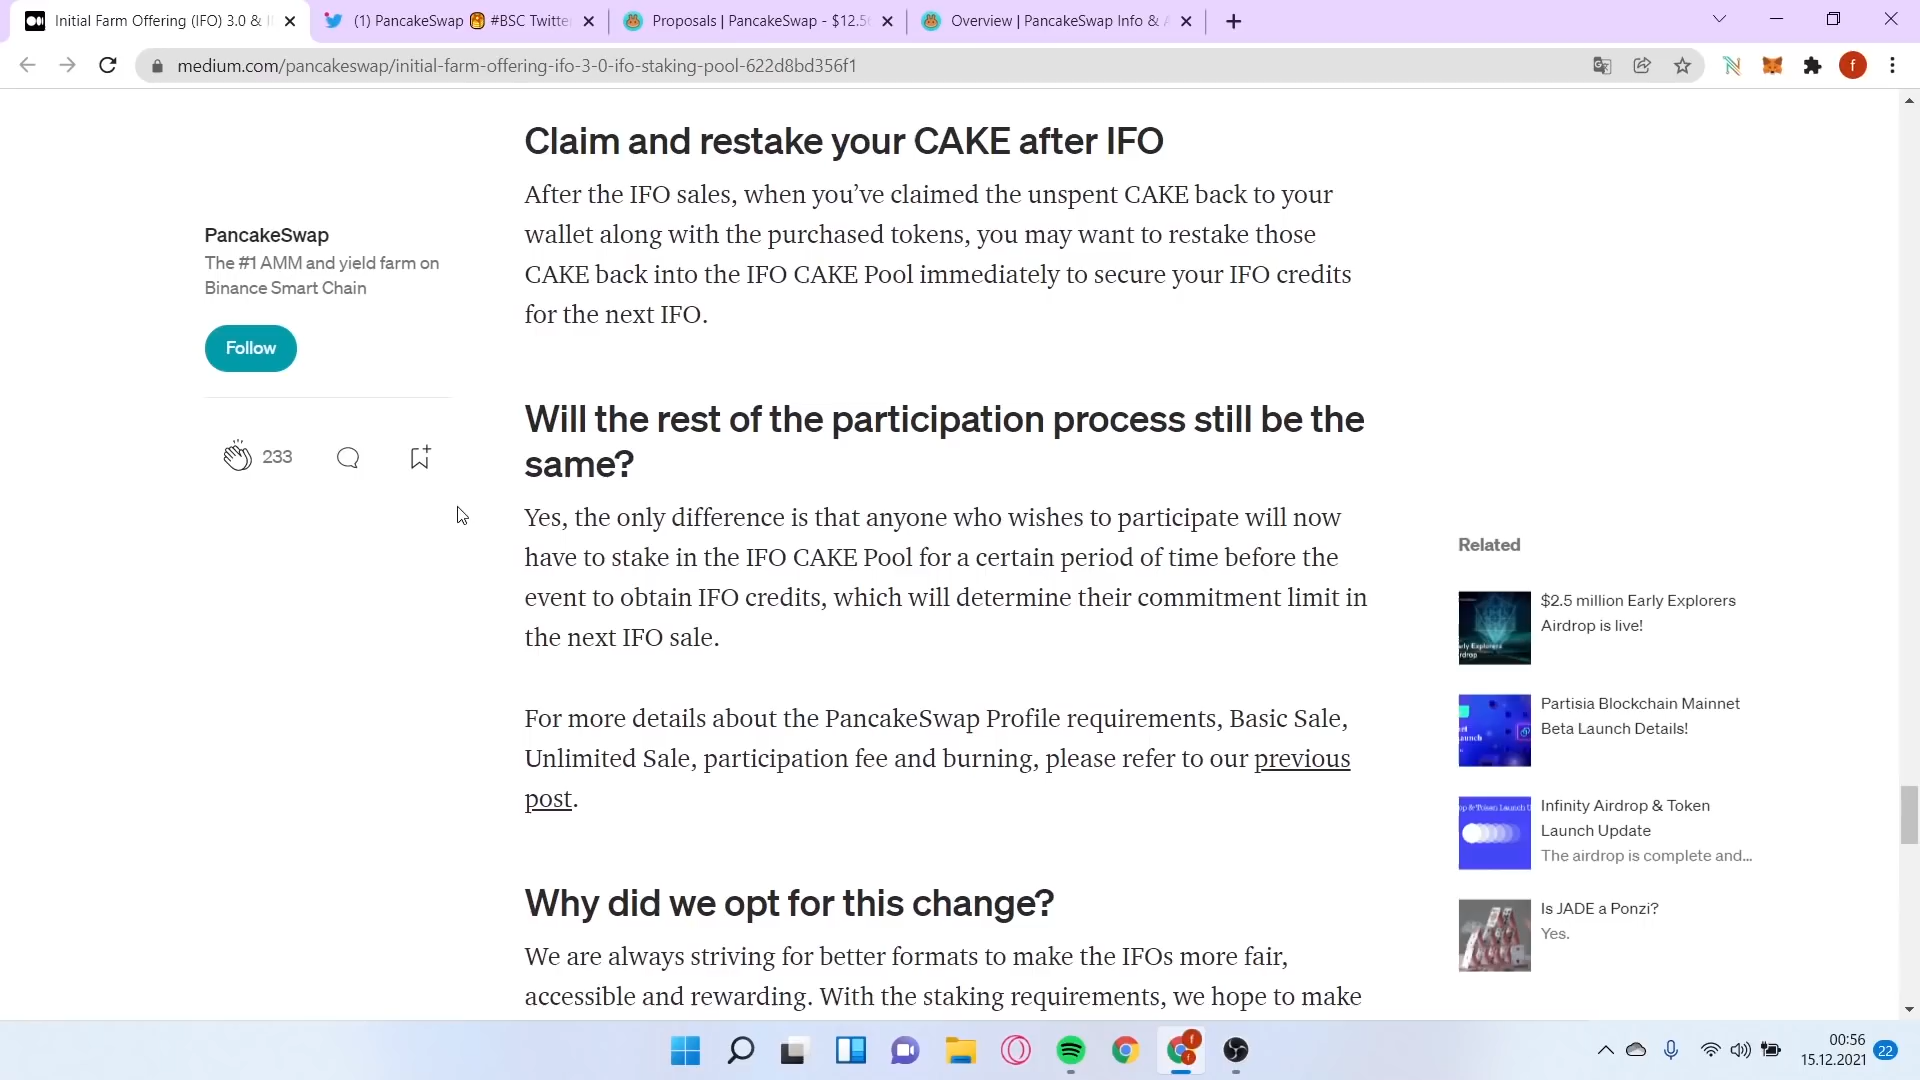 Initial Farm Offering (IFO) 3.0 &
(1) PancakeSwap #BSC Twitte
Proposals | PancakeSwap - $12.5
Overview | PancakeSwap Info &
medium.com/pancakeswap/initial-farm-offering-ifo-3-0-ifo-staking-pool-622d8bd356f1
f
Claim and restake your CAKE after IFO
After the IFO sales, when you’ve claimed the unspent CAKE back to your
wallet along with the purchased tokens, you may want to restake those
CAKE back into the IFO CAKE Pool immediately to secure your IFO credits
for the next IFO.
PancakeSwap
The #1 AMM and yield farm on
Binance Smart Chain
Follow
233
Will the rest of the participation process still be the
same?
Yes, the only difference is that anyone who wishes to participate will now
have to stake in the IFO CAKE Pool for a certain period of time before the
event to obtain IFO credits, which will determine their commitment limit in
the next IFO sale.
For more details about the PancakeSwap Profile requirements, Basic Sale,
Unlimited Sale, participation fee and burning, please refer to our previous
post.
Why did we opt for this change?
We are always striving for better formats to make the IFOs more fair,
accessible and rewarding. With the staking requirements, we hope to make
Related
$2.5 million Early Explorers
Airdrop is live!
Partisia Blockchain Mainnet
Beta Launch Details!
Infinity Airdrop & Token
Launch Update
The airdrop is complete and...
Is JADE a Ponzi?
Yes.
00:56
15.12.2021
22